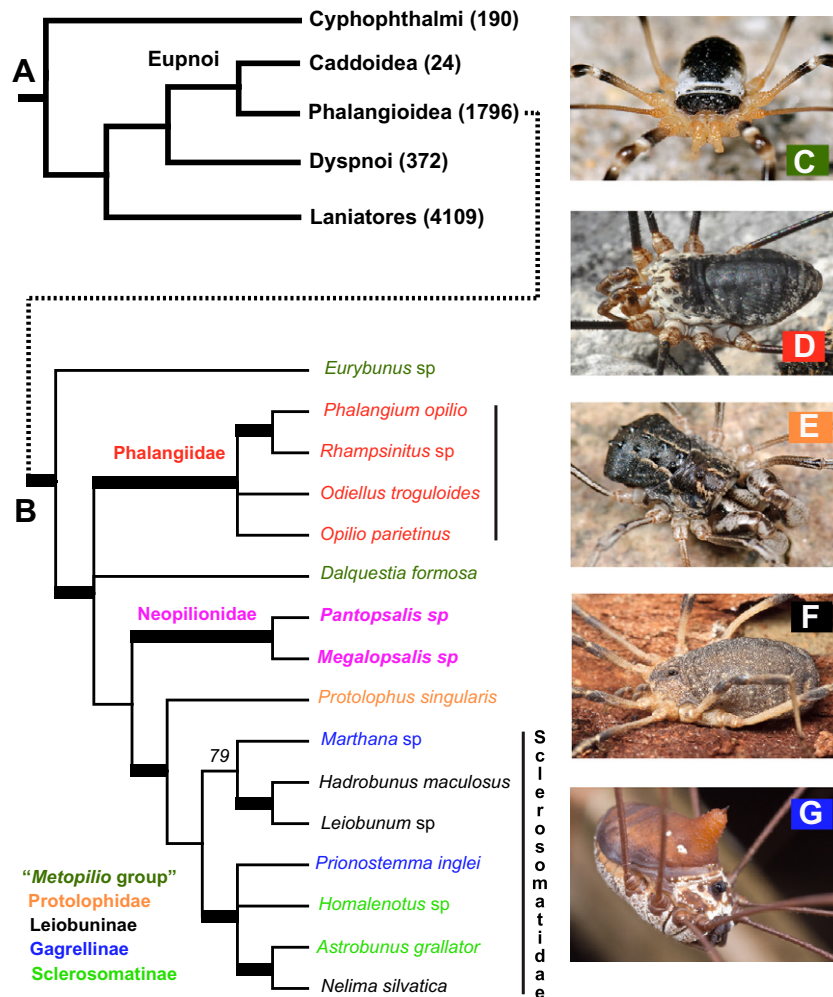 A
Cyphophthalmi (190)
Eupnoi
Caddoidea (24)
Phalangioidea (1796)
Dyspnoi (372)
Laniatores (4109)
C
D
E
F
G
B
Eurybunus sp
Phalangiidae
Phalangium opilio
Rhampsinitus sp
Odiellus troguloides
Opilio parietinus
Dalquestia formosa
Neopilionidae
Pantopsalis sp
Megalopsalis sp
Protolophus singularis
79
Marthana sp
Hadrobunus maculosus
Leiobunum sp
Prionostemma inglei
Homalenotus sp
Astrobunus grallator
Nelima silvatica
Sclerosomatidae
“Metopilio group”
Protolophidae
Leiobuninae
Gagrellinae
Sclerosomatinae